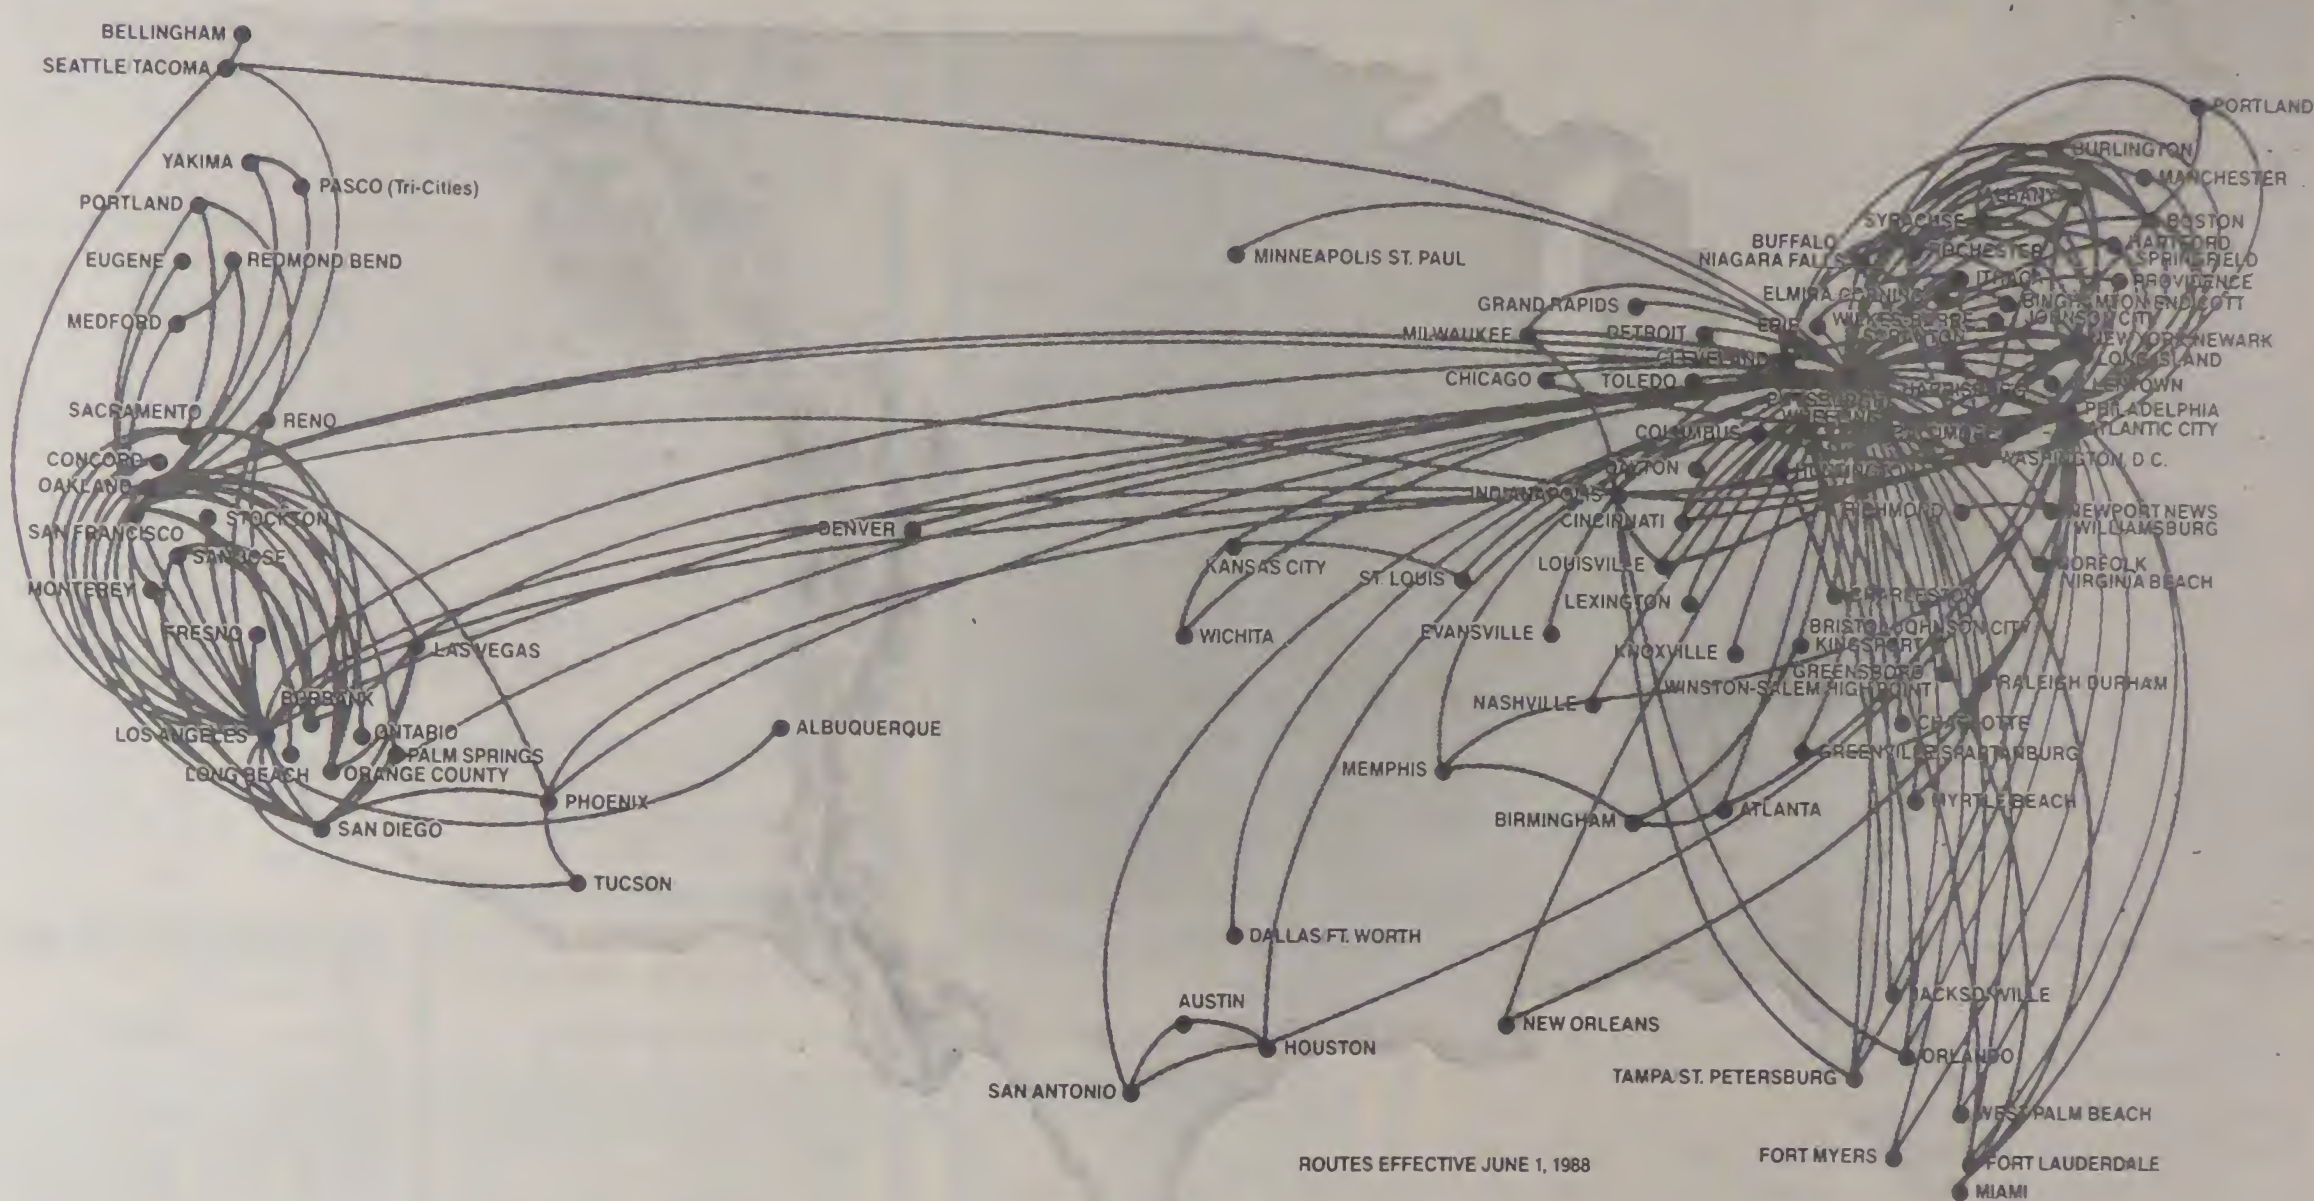 BELLINGHAM
SEATTLE TACOMA
YAKIMA
PASCO (Tri-Cities)
PORTLAND
EUGENE
REDMOND BEND
MEDFORD
SACRAMENTO
RENO
CONCORD
OAKLAND
SAN FRANCISCO
STOCKTON
SAN JOSE
MONTEREY
FRESNO
LAS VEGAS
BURBANK
LOS ANGELES
ONTARIO
PALM SPRINGS
LONG BEACH
ORANGE COUNTY
SAN DIEGO
PHOENIX
TUCSON
ALBUQUERQUE
DENVER
MINNEAPOLIS ST. PAUL
GRAND RAPIDS
MILWAUKEE
DETROIT
CLEVELAND
CHICAGO
TOLEDO
COLUMBUS
DAYTON
INDIANAPOLIS
CINCINNATI
KANSAS CITY
ST. LOUIS
LOUISVILLE
WICHITA
LEXINGTON
EVANSVILLE
KNOXVILLE
NASHVILLE
MEMPHIS
BIRMINGHAM
ATLANTA
DALLAS FT. WORTH
AUSTIN
HOUSTON
SAN ANTONIO
NEW ORLEANS
PORTLAND
BURLINGTON
MANCHESTER
ALBANY
SYRACUSE
BOSTON
BUFFALO
NIAGARA FALLS
ROCHESTER
HARTFORD
SPRINGFIELD
ITHACA
PROVIDENCE
ELMIRA CORNING
BINGHAMTON ENDICOTT
JOHNSON CITY
ERIE
WILKES-BARRE
SCRANTON
NEW YORK NEWARK
LONG ISLAND
HARRISBURG
ALLENTOWN
PITTSBURGH
WHEELING
PHILADELPHIA
ATLANTIC CITY
BALTIMORE
WASHINGTON, D.C.
HUNTINGTON
RICHMOND
NEWPORT NEWS
WILLIAMSBURG
NORFOLK
VIRGINIA BEACH
CHARLESTON
BRISTOL JOHNSON CITY
KINGSPORT
GREENSBORO
WINSTON-SALEM HIGH POINT
RALEIGH DURHAM
CHARLOTTE
GREENVILLE SPARTANBURG
MYRTLE BEACH
JACKSONVILLE
ORLANDO
TAMPA/ST. PETERSBURG
WEST PALM BEACH
FORT MYERS
FORT LAUDERDALE
MIAMI
ROUTES EFFECTIVE JUNE 1, 1988